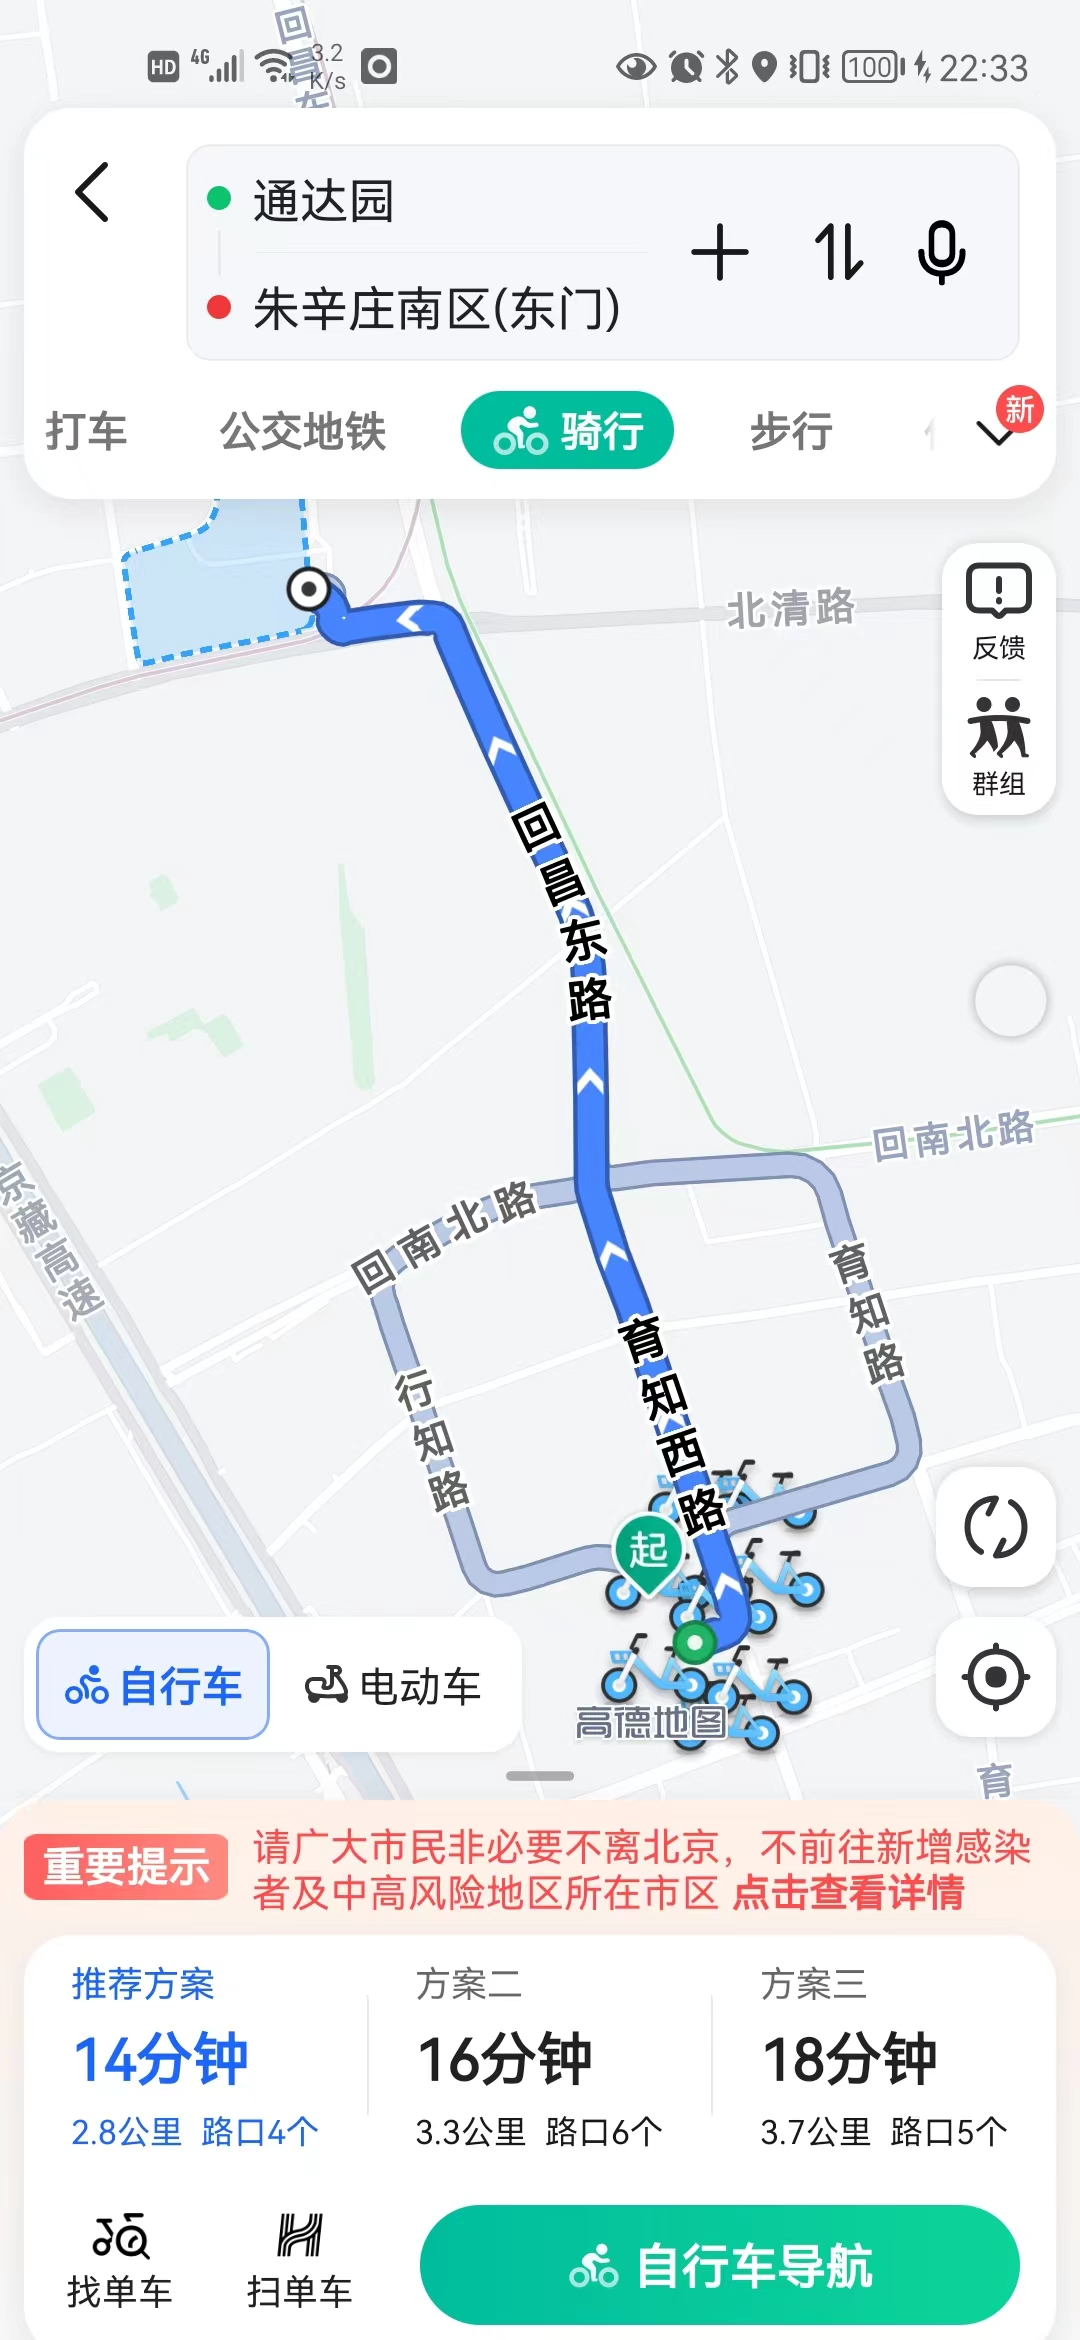 回昌东
HD 4G 3.2 K/s 100 22:33
通达园
朱辛庄南区(东门)
打车 公交地铁 骑行 步行 新
北清路
反馈
群组
回昌东路
回南北路
京藏高速
回南北路
育知路
行知路
育知西路
起
自行车 电动车
高德地图
育
重要提示 请广大市民非必要不离北京，不前往新增感染
者及中高风险地区所在市区 点击查看详情
推荐方案 方案二 方案三
14分钟 16分钟 18分钟
2.8公里 路口4个 3.3公里 路口6个 3.7公里 路口5个
找单车 扫单车 自行车导航